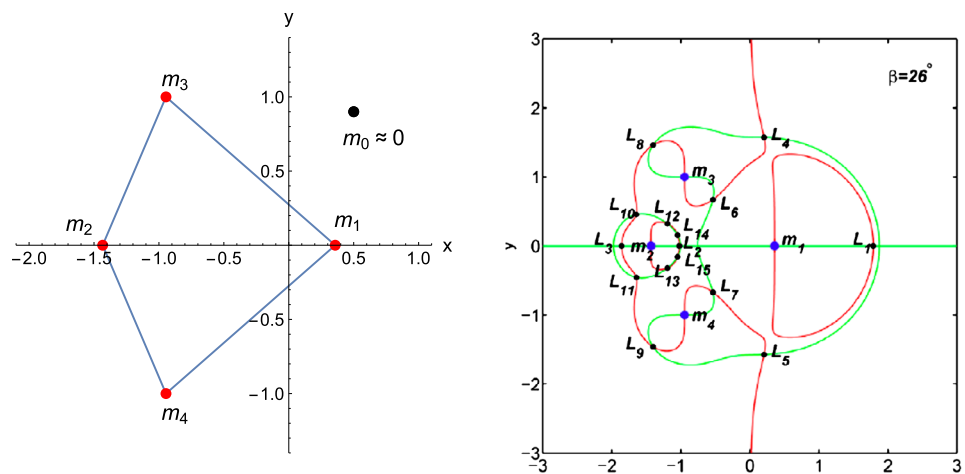 y
m3
1.0
m0 ≈ 0
0.5
m2
m1
−2.0 −1.5 −1.0 −0.5 0.5 1.0 x
−0.5
−1.0
m4
3
β=26°
2
L8 L4
1 m3
L6
L10 L12
L14
y 0 L3 m2 L2 m1 L1
L15
L11 L13
L7
−1 m4
L9 L5
−2
−3
−3 −2 −1 0 1 2 3